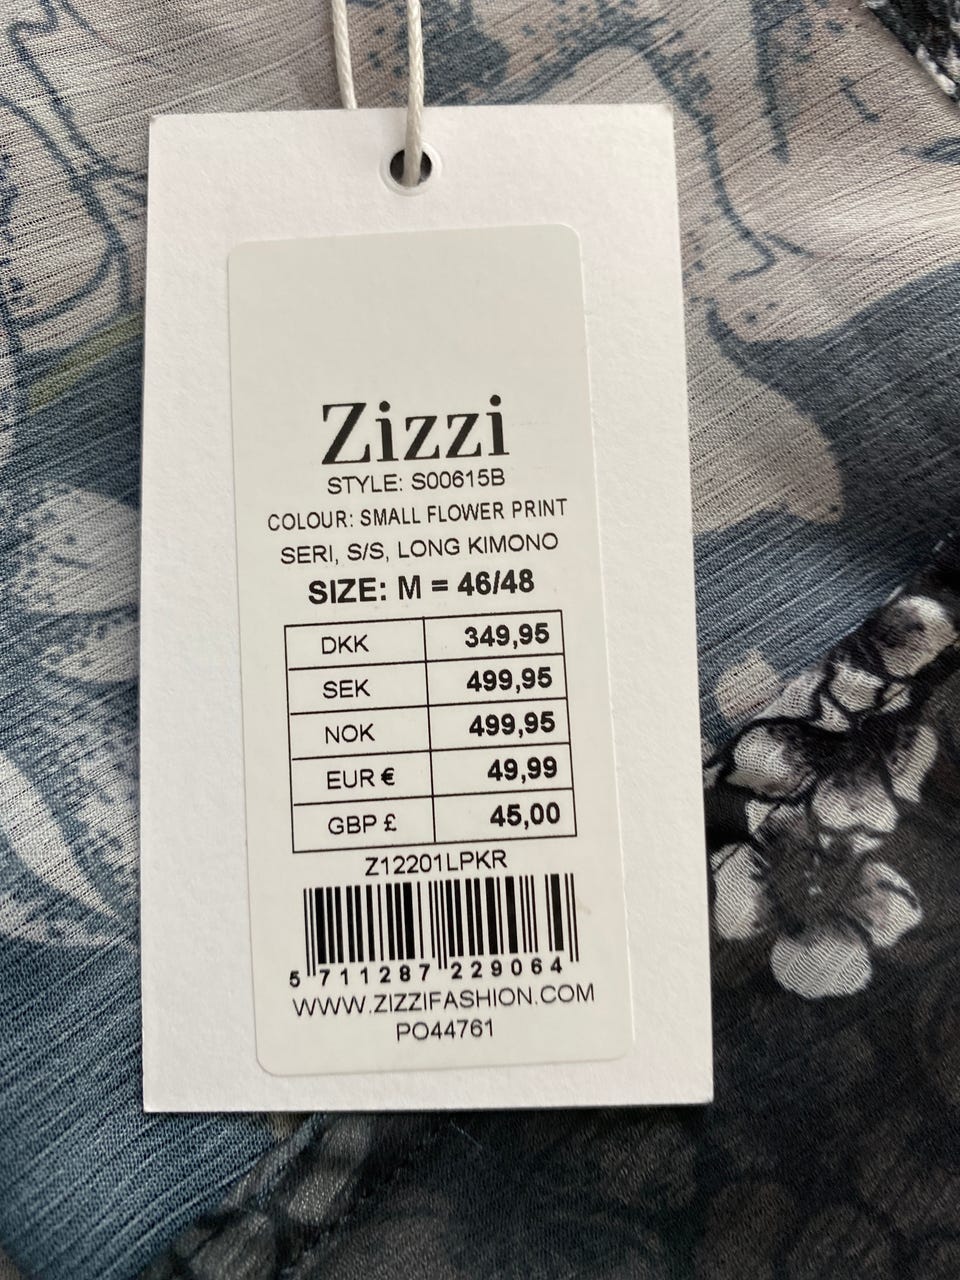 Zizzi
STYLE: S00615B
COLOUR: SMALL FLOWER PRINT
SERI, S/S, LONG KIMONO
SIZE: M = 46/48
DKK 349,95
SEK 499,95
NOK 499,95
EUR € 49,99
GBP £ 45,00
Z12201LPKR
5 711287 229064
WWW.ZIZZIFASHION.COM
PO44761